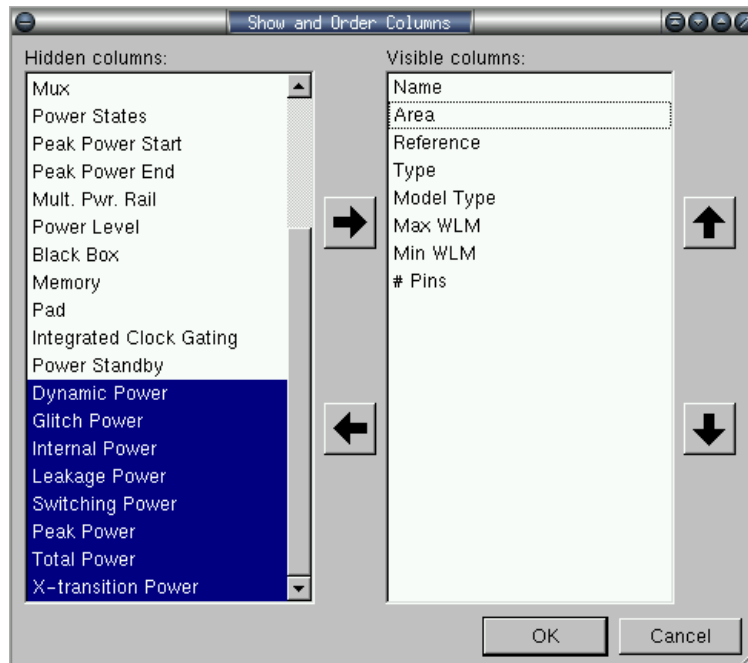 Show and Order Columns
Hidden columns:
Mux
Power States
Peak Power Start
Peak Power End
Mult. Pwr. Rail
Power Level
Black Box
Memory
Pad
Integrated Clock Gating
Power Standby
Dynamic Power
Glitch Power
Internal Power
Leakage Power
Switching Power
Peak Power
Total Power
X-transition Power
Visible columns:
Name
Area
Reference
Type
Model Type
Max WLM
Min WLM
# Pins
OK
Cancel